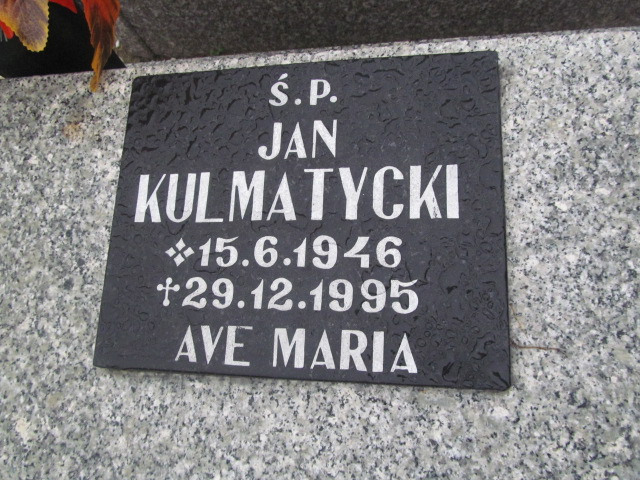 Ś.P.
JAN
KULMATYCKI
❖15.6.1946
†29.12.1995
AVE MARIA